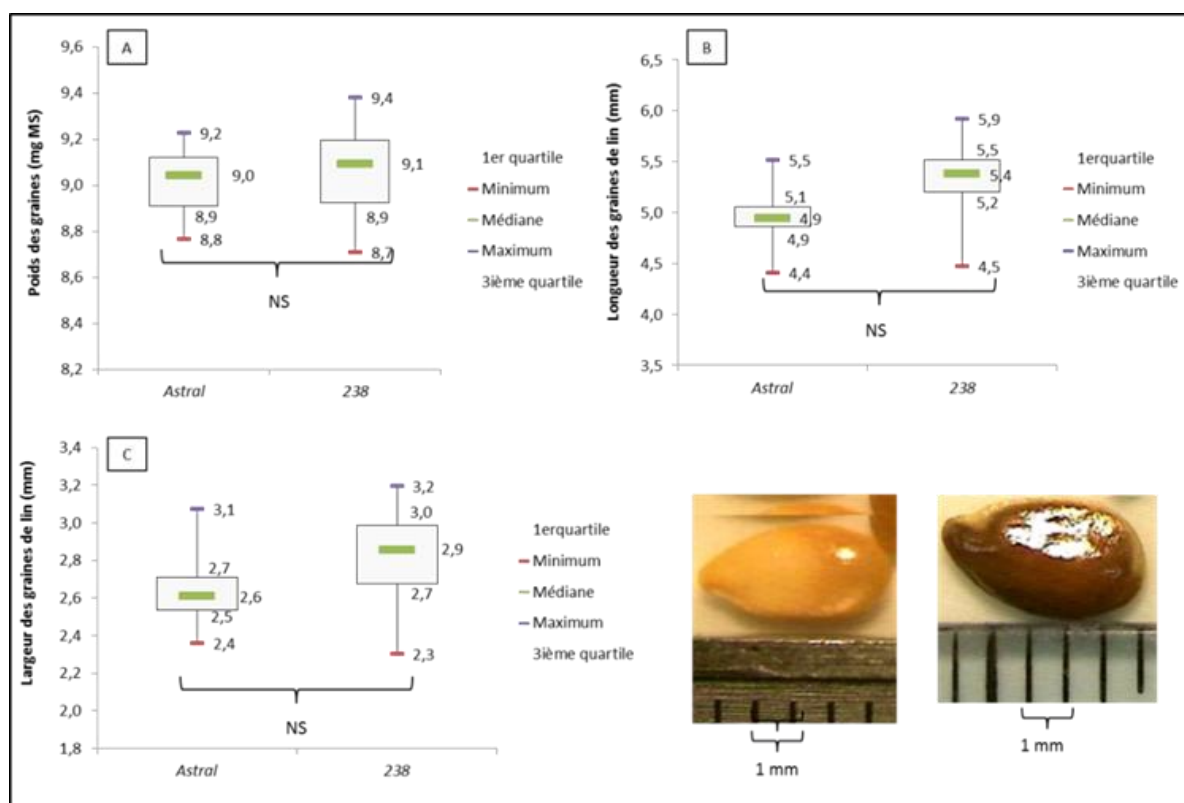 A
Poids des graines (mg MS)
9,6
9,4
9,2
9,0
8,8
8,6
8,4
8,2
9,2
9,0
8,9
8,8
9,4
9,1
8,9
8,7
NS
Astral
238
1er quartile
Minimum
Médiane
Maximum
3ième quartile
B
Longueur des graines de lin (mm)
6,5
6,0
5,5
5,0
4,5
4,0
3,5
5,5
5,1
4,9
4,9
4,4
5,9
5,5
5,4
5,2
4,5
NS
Astral
238
1erquartile
Minimum
Médiane
Maximum
3ième quartile
C
Largeur des graines de lin (mm)
3,4
3,2
3,0
2,8
2,6
2,4
2,2
2,0
1,8
3,1
2,7
2,6
2,5
2,4
3,2
3,0
2,9
2,7
2,3
NS
Astral
238
1erquartile
Minimum
Médiane
Maximum
3ième quartile
1 mm
1 mm